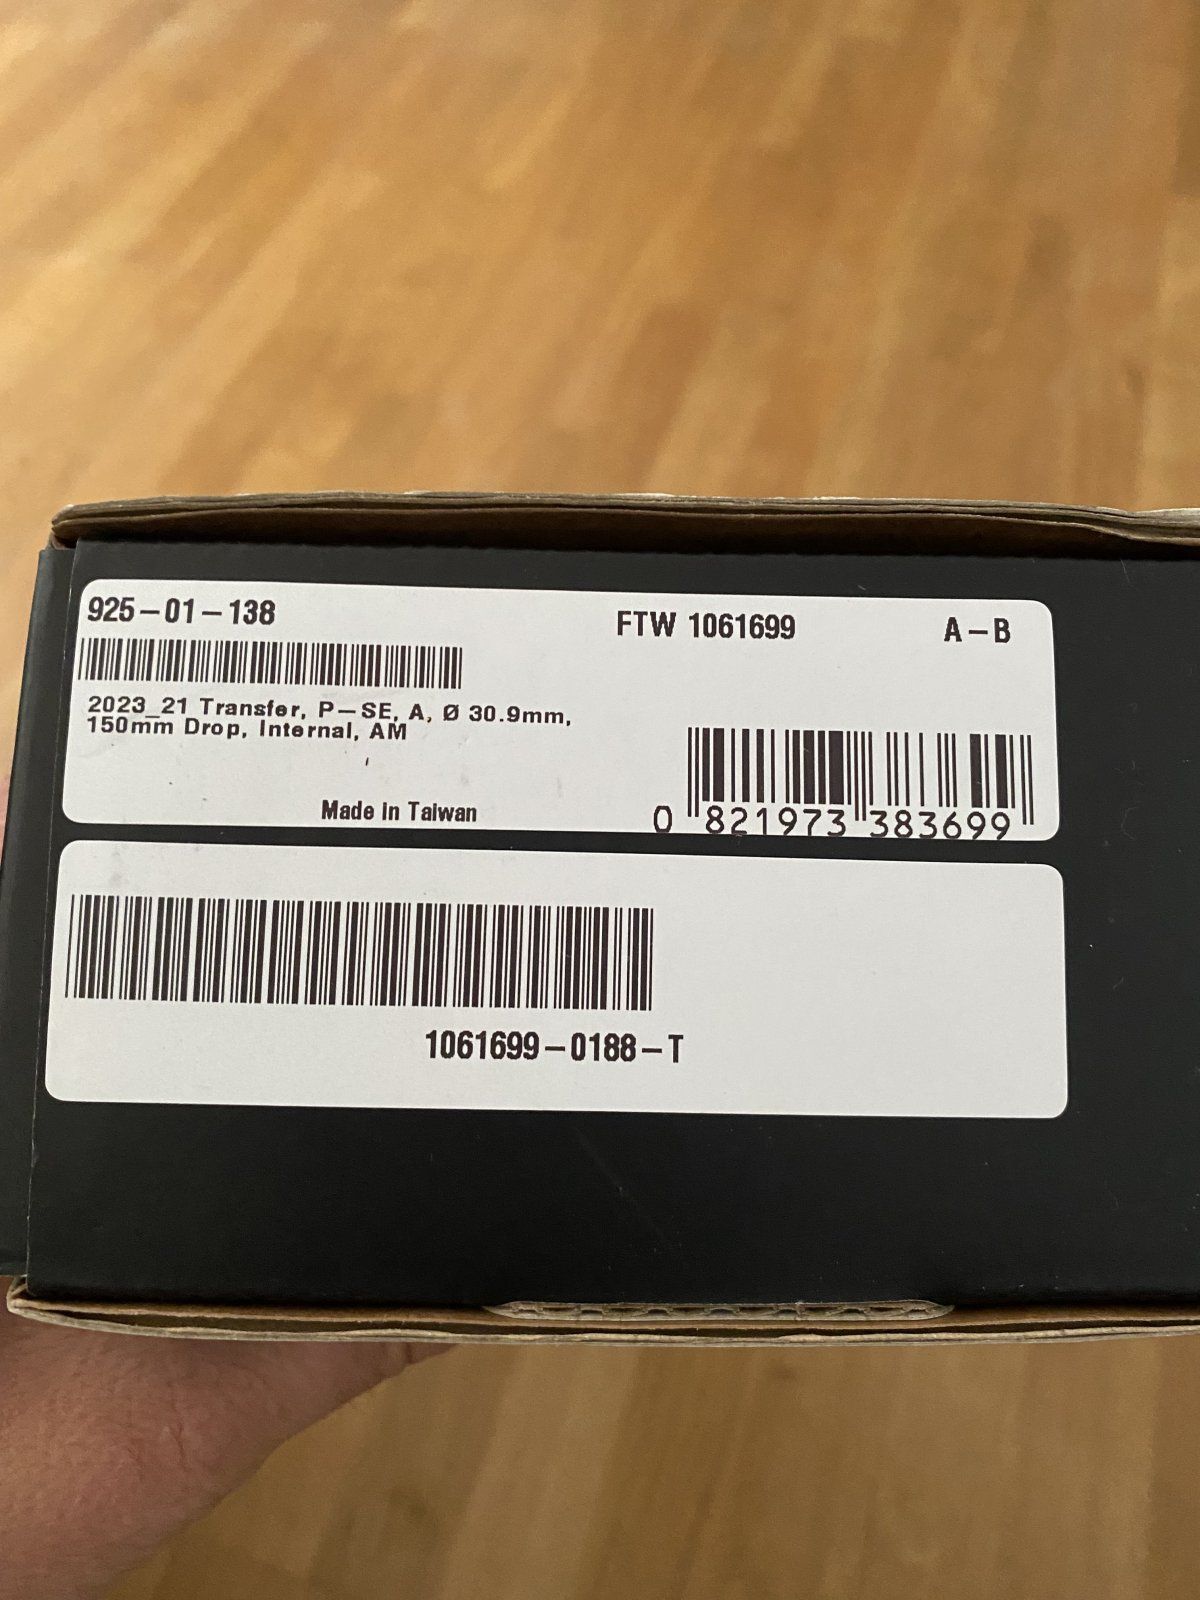 925-01-138
FTW 1061699
A-B
2023_21 Transfer, P-SE, A, Ø 30.9mm,
150mm Drop, Internal, AM
Made in Taiwan
0 821973 383699
1061699-0188-T